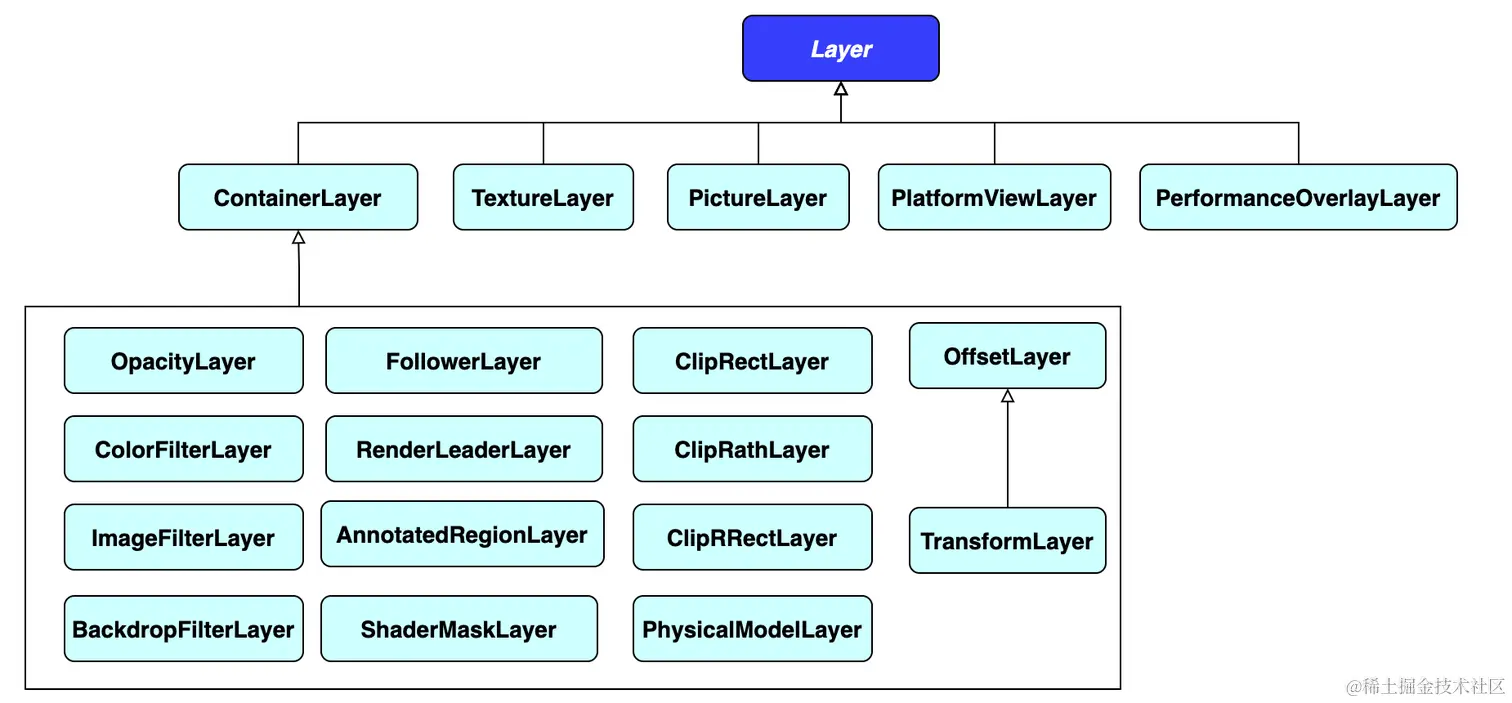 Layer
ContainerLayer
TextureLayer
PictureLayer
PlatformViewLayer
PerformanceOverlayLayer
OpacityLayer
FollowerLayer
ClipRectLayer
OffsetLayer
ColorFilterLayer
RenderLeaderLayer
ClipRathLayer
ImageFilterLayer
AnnotatedRegionLayer
ClipRRectLayer
TransformLayer
BackdropFilterLayer
ShaderMaskLayer
PhysicalModelLayer
@稀土掘金技术社区